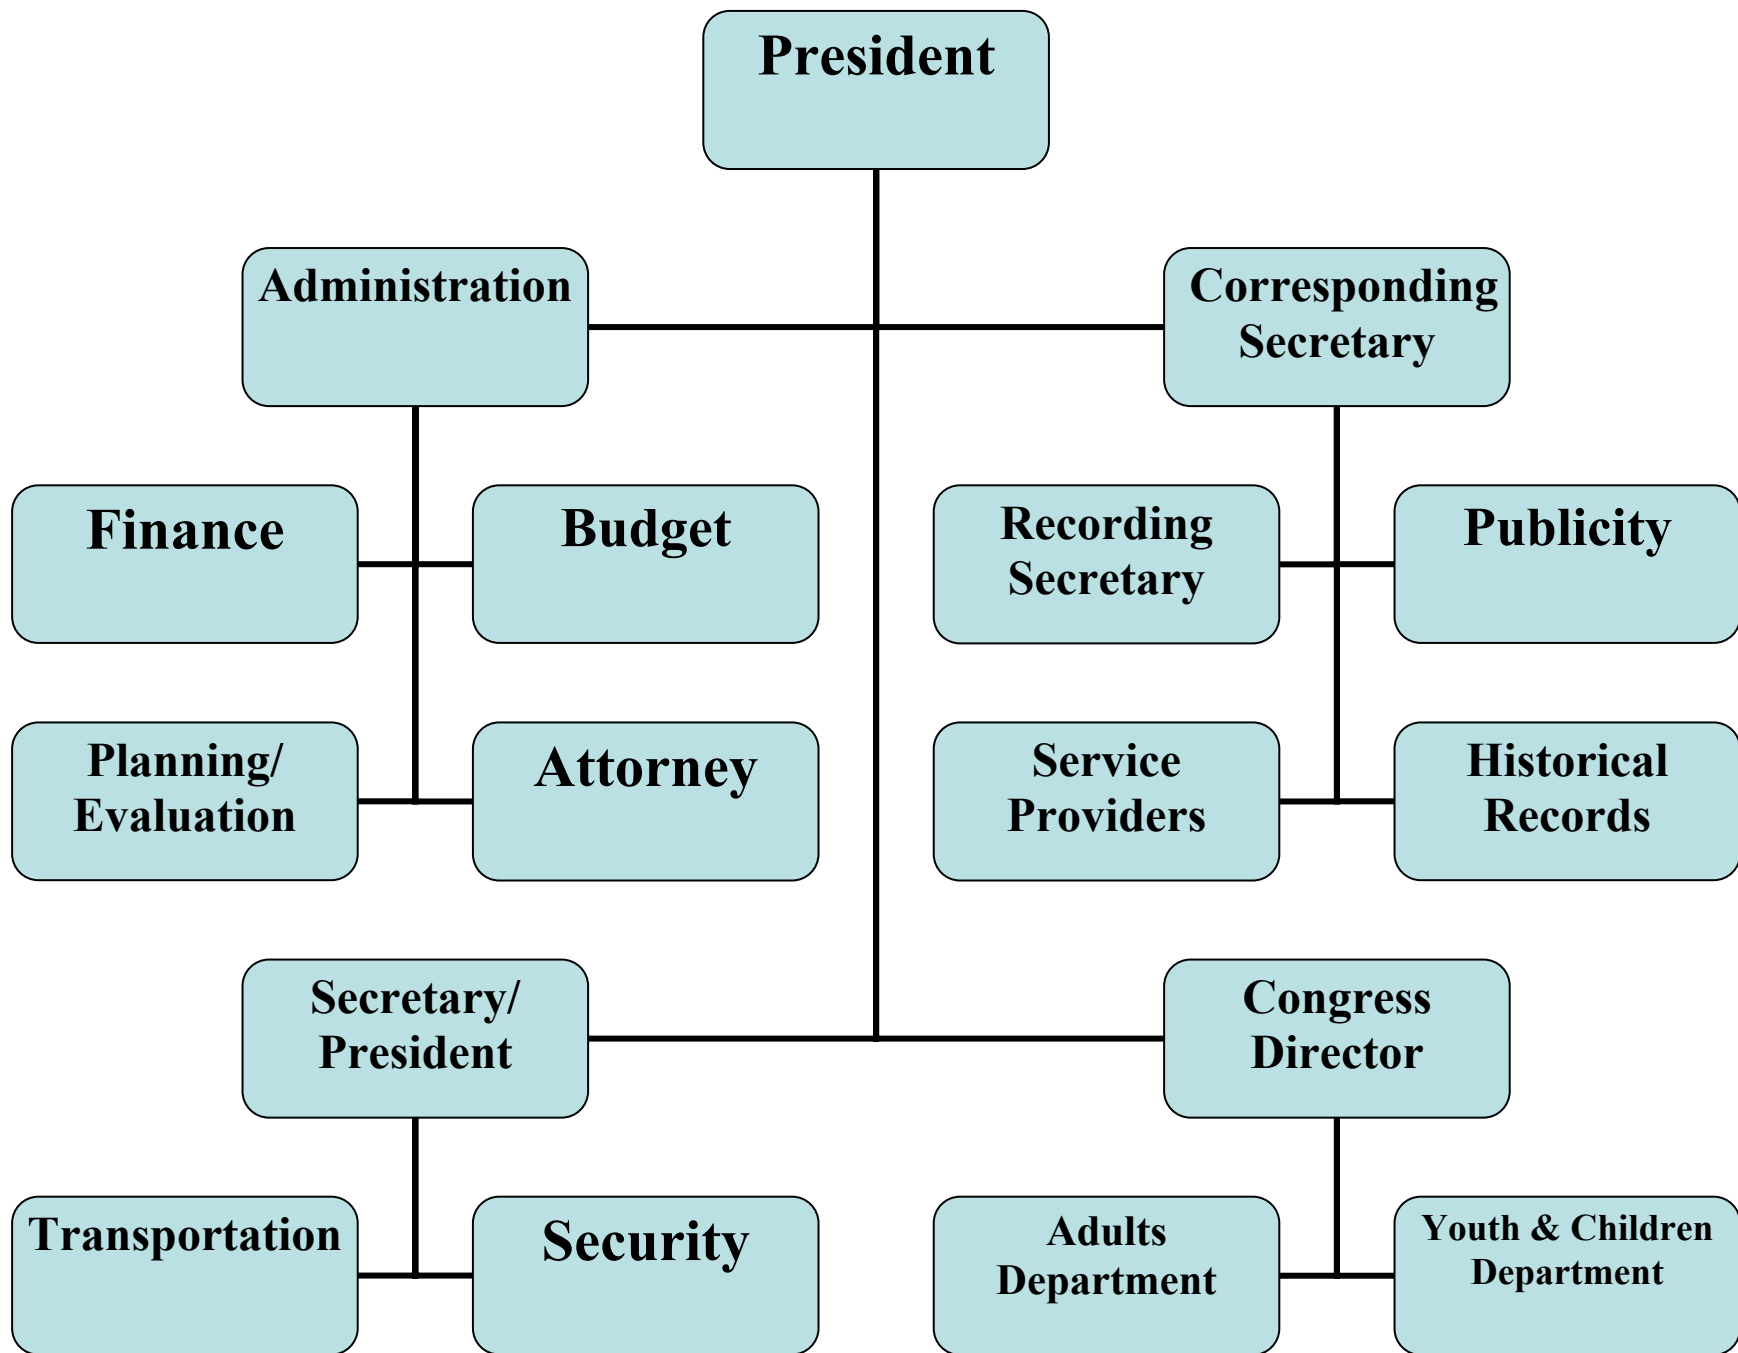 President
Administration
Corresponding
Secretary
Finance
Budget
Recording
Secretary
Publicity
Planning/
Evaluation
Attorney
Service
Providers
Historical
Records
Secretary/
President
Congress
Director
Transportation
Security
Adults
Department
Youth & Children
Department